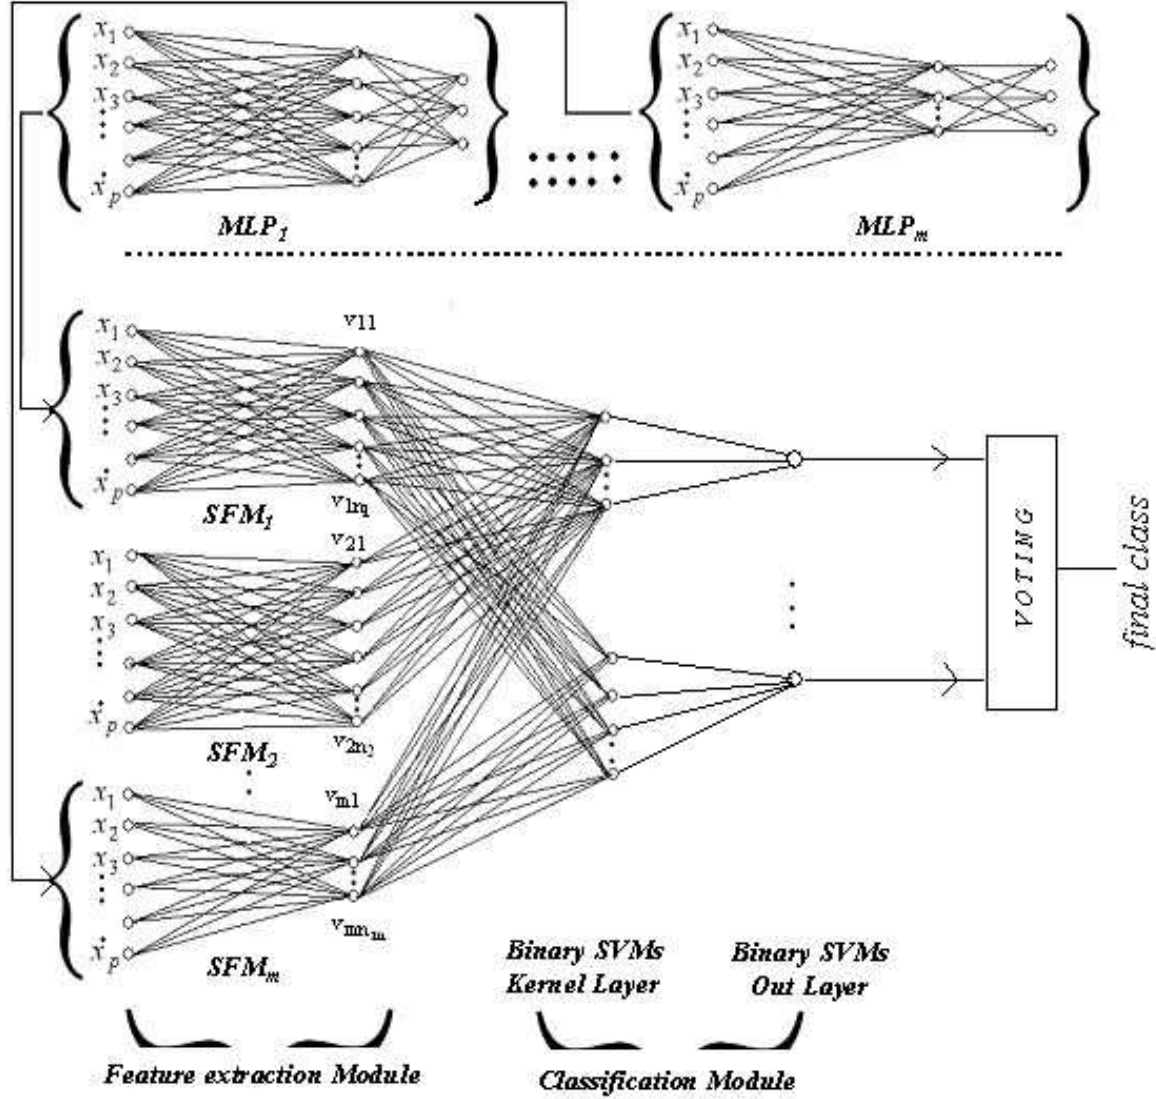 x1
x2
x3
xp
MLP1
x1
x2
x3
xp
MLPm
x1
x2
x3
xp
SFM1
v11
v1n1
x1
x2
x3
xp
SFM2
v21
v2n2
x1
x2
x3
xp
SFMm
vm1
vmnm
VOTING
final class
Binary SVMs
Kernel Layer
Binary SVMs
Out Layer
Feature extraction Module
Classification Module